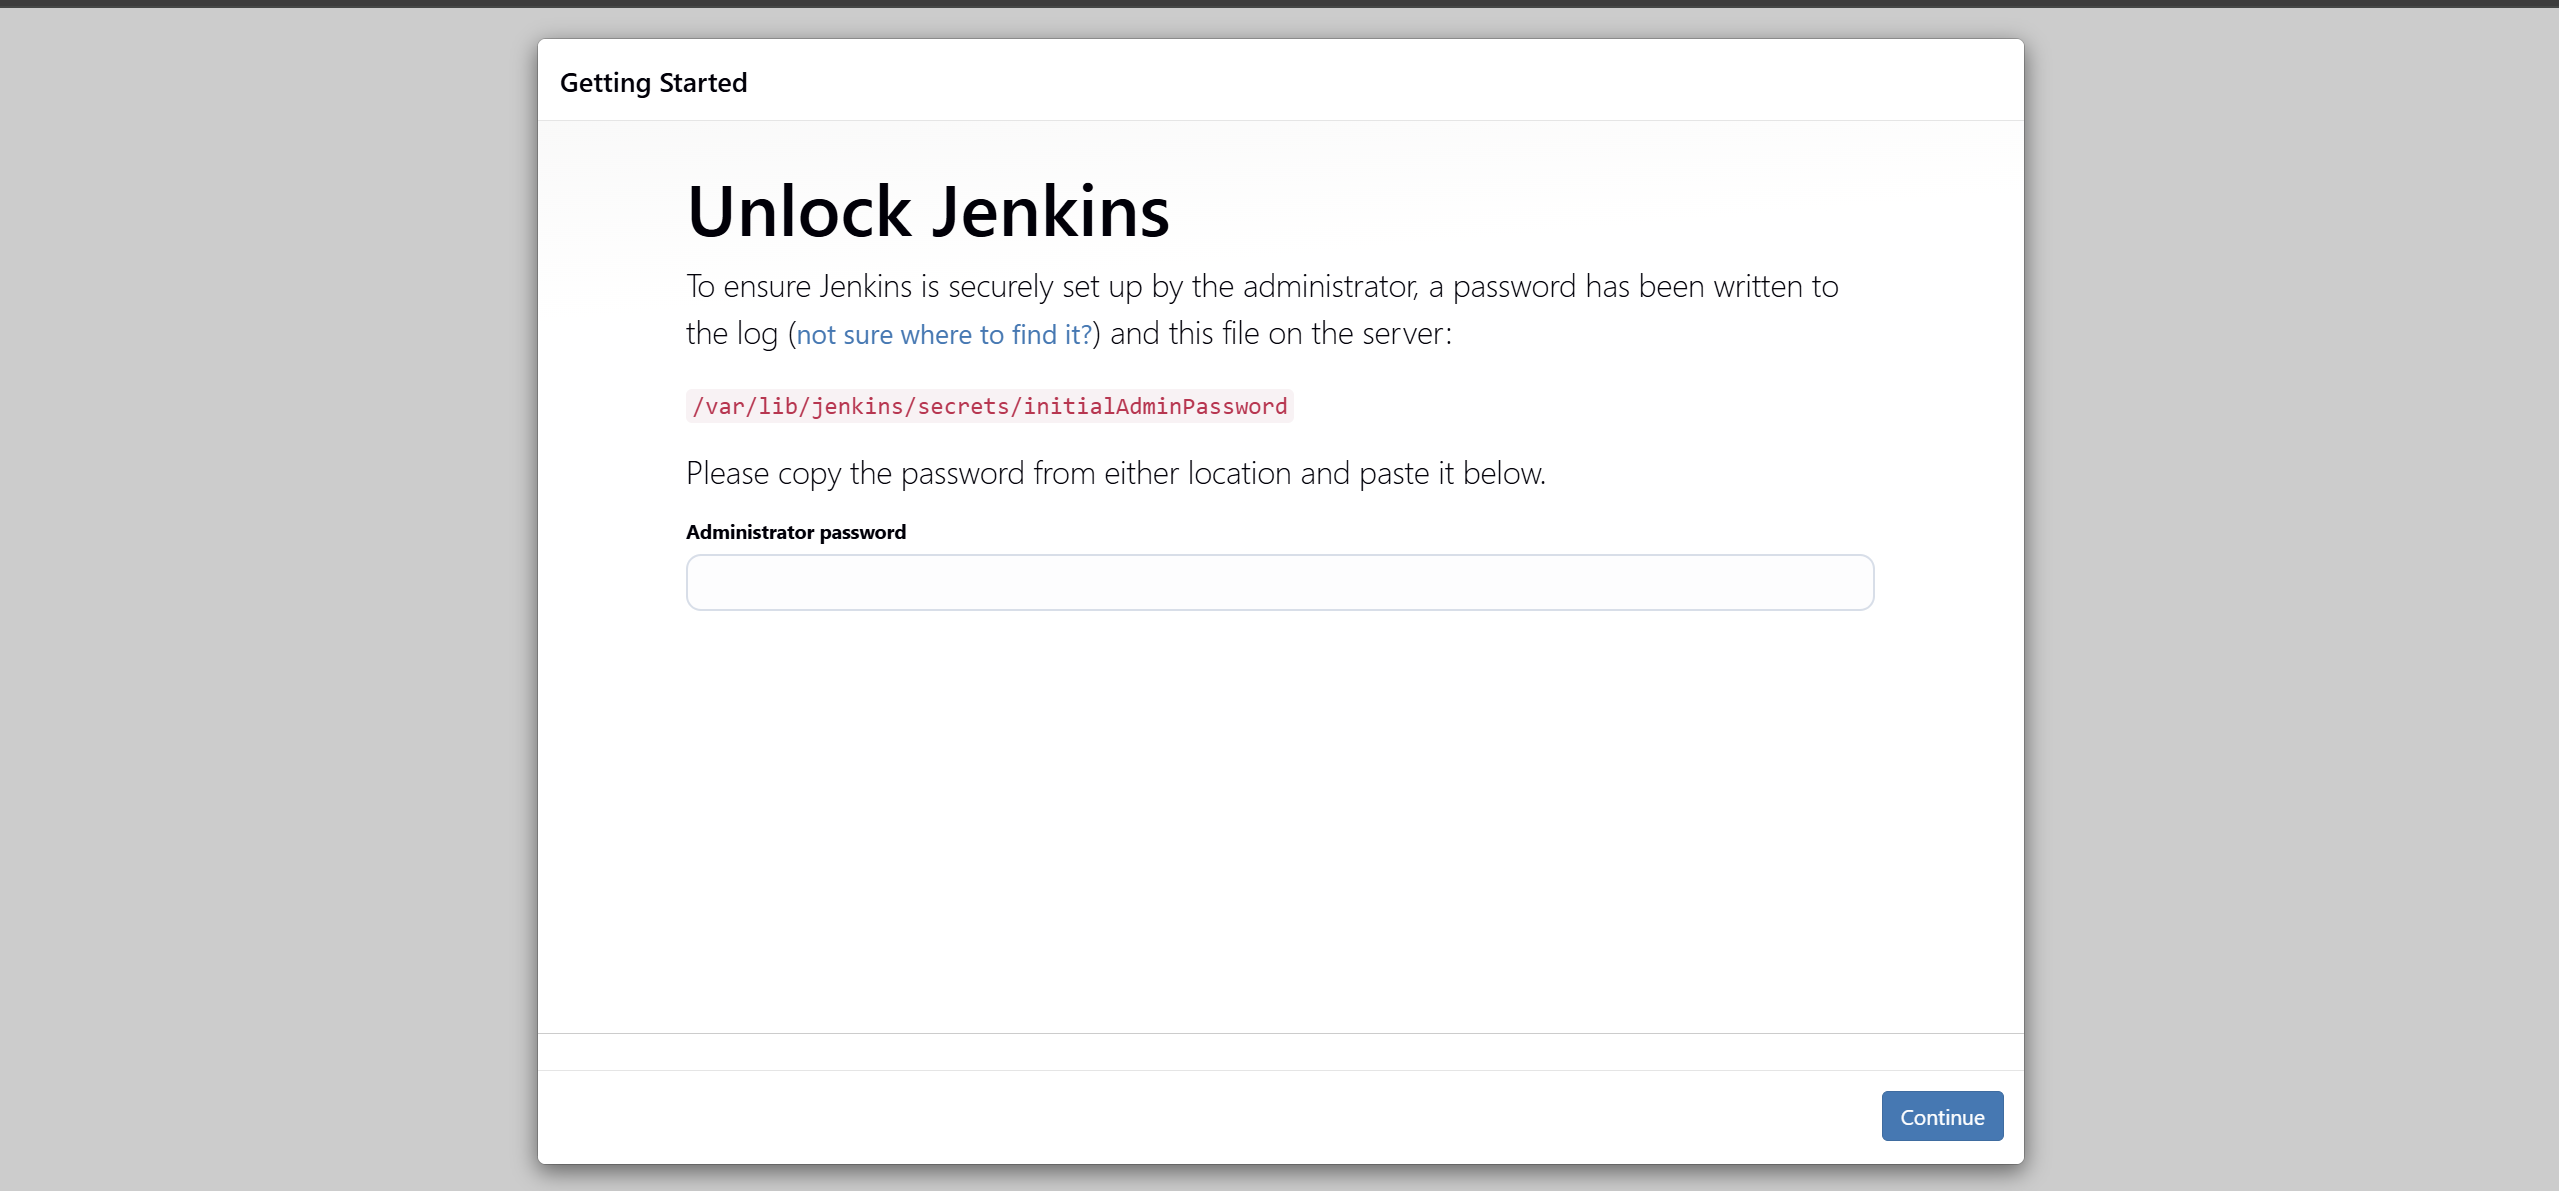 Getting Started
Unlock Jenkins
To ensure Jenkins is securely set up by the administrator, a password has been written to
the log (not sure where to find it?) and this file on the server:
/var/lib/jenkins/secrets/initialAdminPassword
Please copy the password from either location and paste it below.
Administrator password
Continue